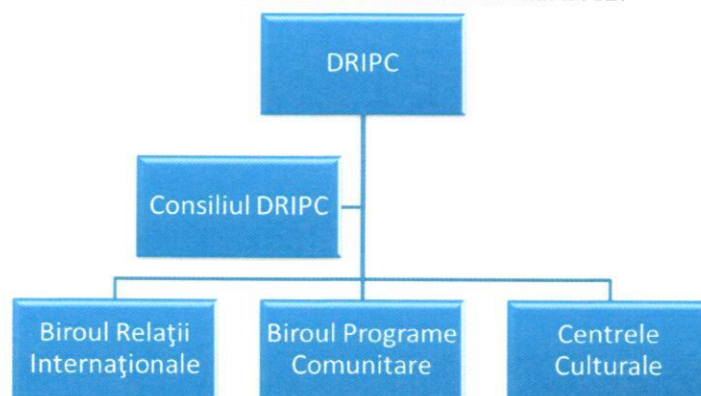 DRIPC
Consiliul DRIPC
Biroul Relaţii
Internaţionale
Biroul Programe
Comunitare
Centrele
Culturale